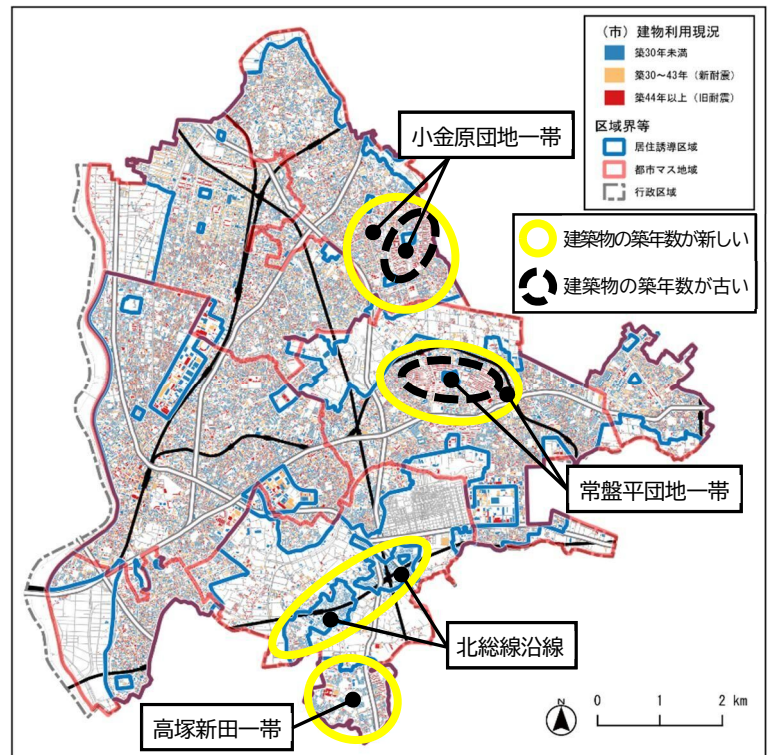 （市）建物利用現況
築30年未満
築30～43年（新耐震）
築44年以上（旧耐震）
区域界等
居住誘導区域
都市マス地域
行政区域
建築物の築年数が新しい
建築物の築年数が古い
小金原団地一帯
常盤平団地一帯
北総線沿線
高塚新田一帯
N
0 1 2 km